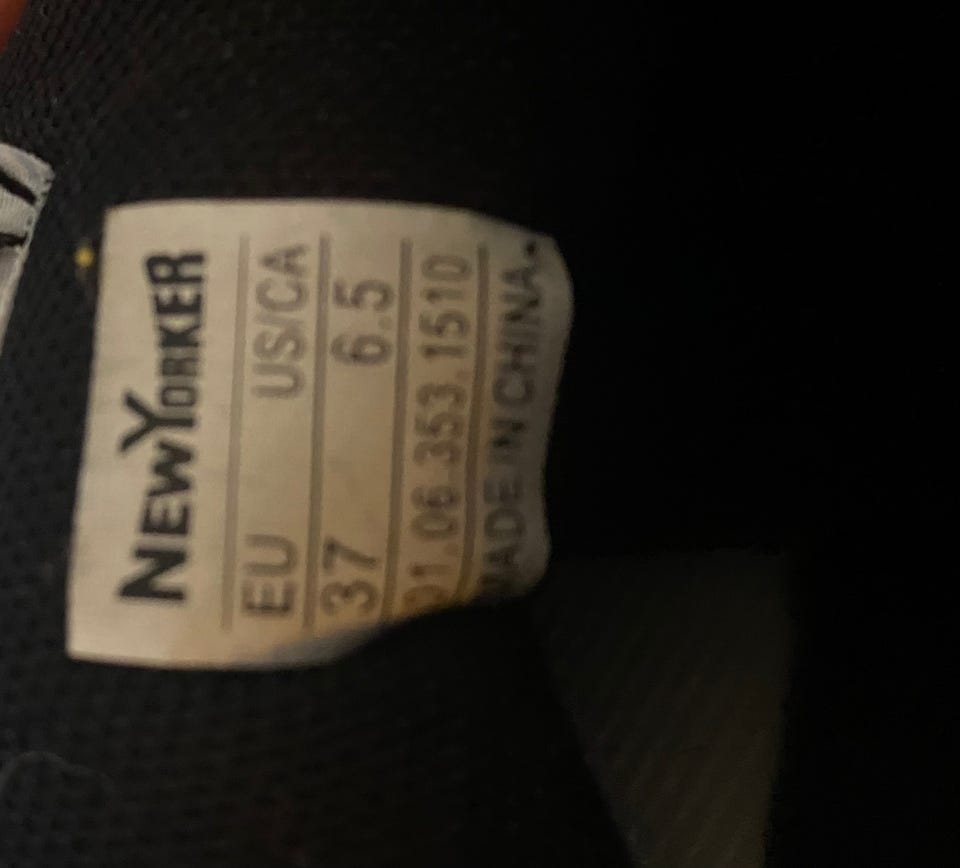 NEWYORKER
EU US/CA
37 6.5
01.06.353.1510
MADE IN CHINA